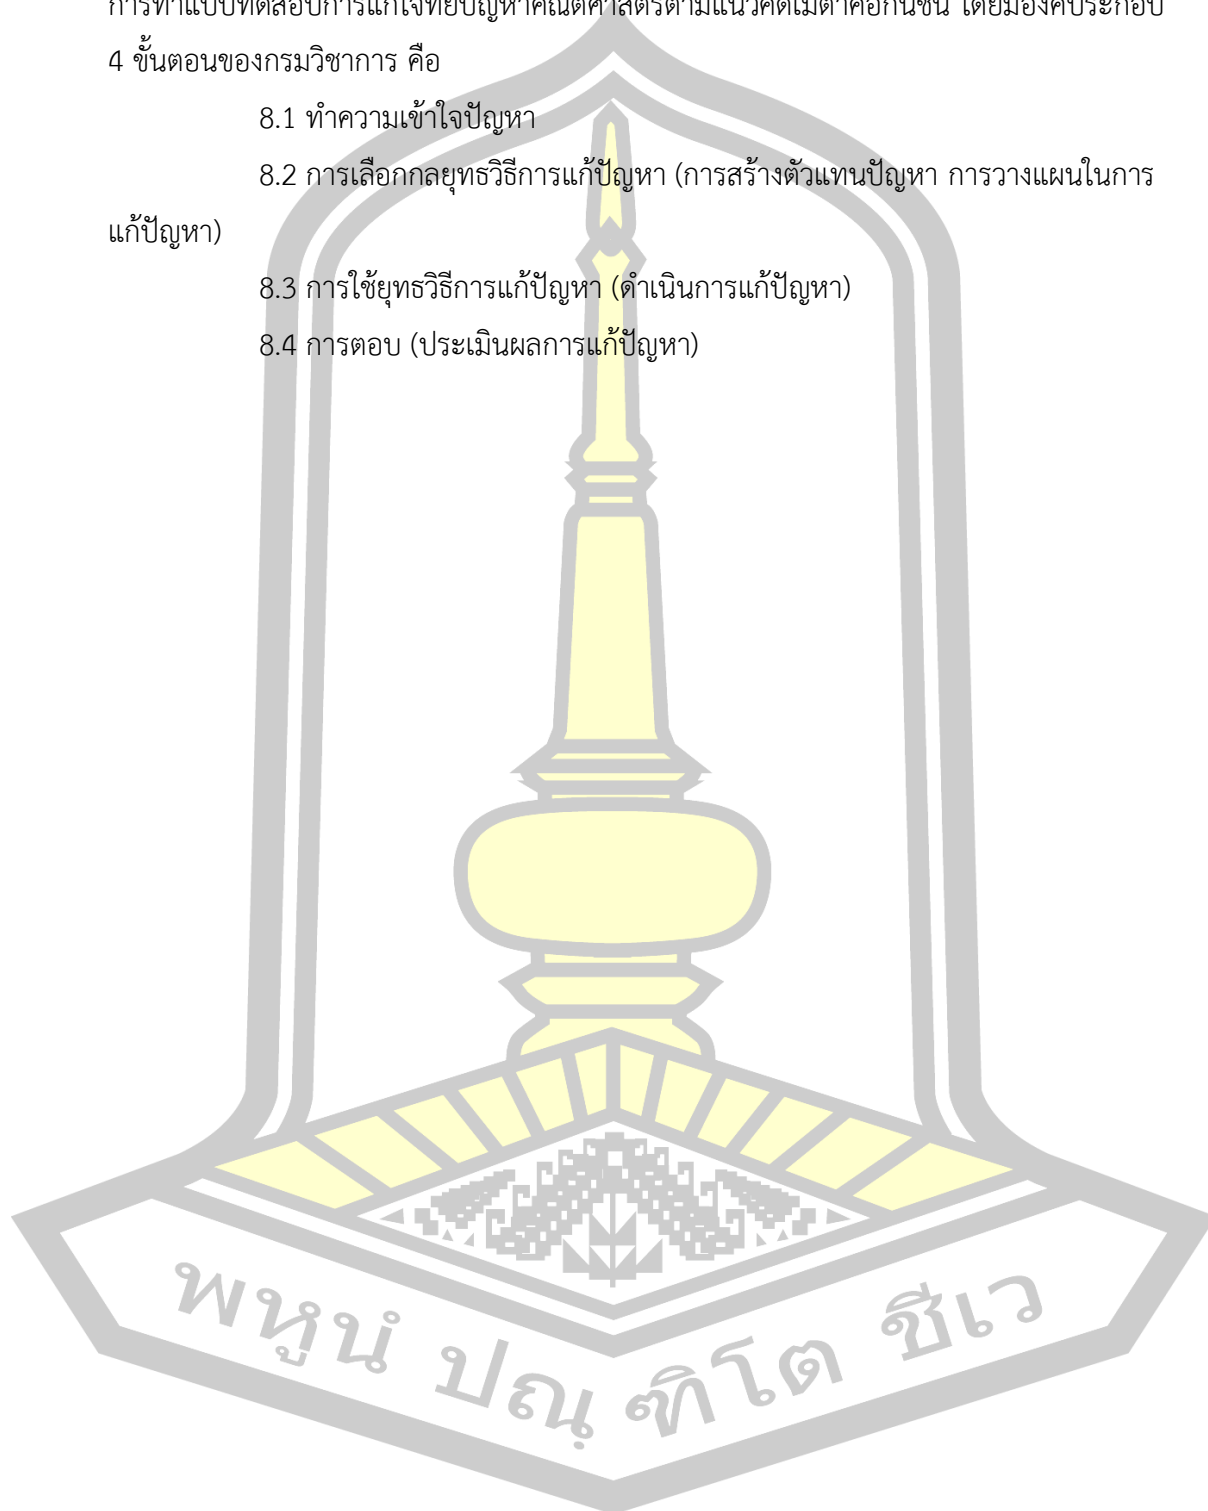 การทำแบบทดสอบการแก้โจทย์ปัญหาคณิตศาสตร์ตามแนวคิดเมตาคอกนิชัน โดยมีองค์ประกอบ
4 ขั้นตอนของกรมวิชาการ คือ
8.1 ทำความเข้าใจปัญหา
8.2 การเลือกกลยุทธวิธีการแก้ปัญหา (การสร้างตัวแทนปัญหา การวางแผนในการ
แก้ปัญหา)
8.3 การใช้ยุทธวิธีการแก้ปัญหา (ดำเนินการแก้ปัญหา)
8.4 การตอบ (ประเมินผลการแก้ปัญหา)
พหูนํ ปณฺฑิโต ชีเว